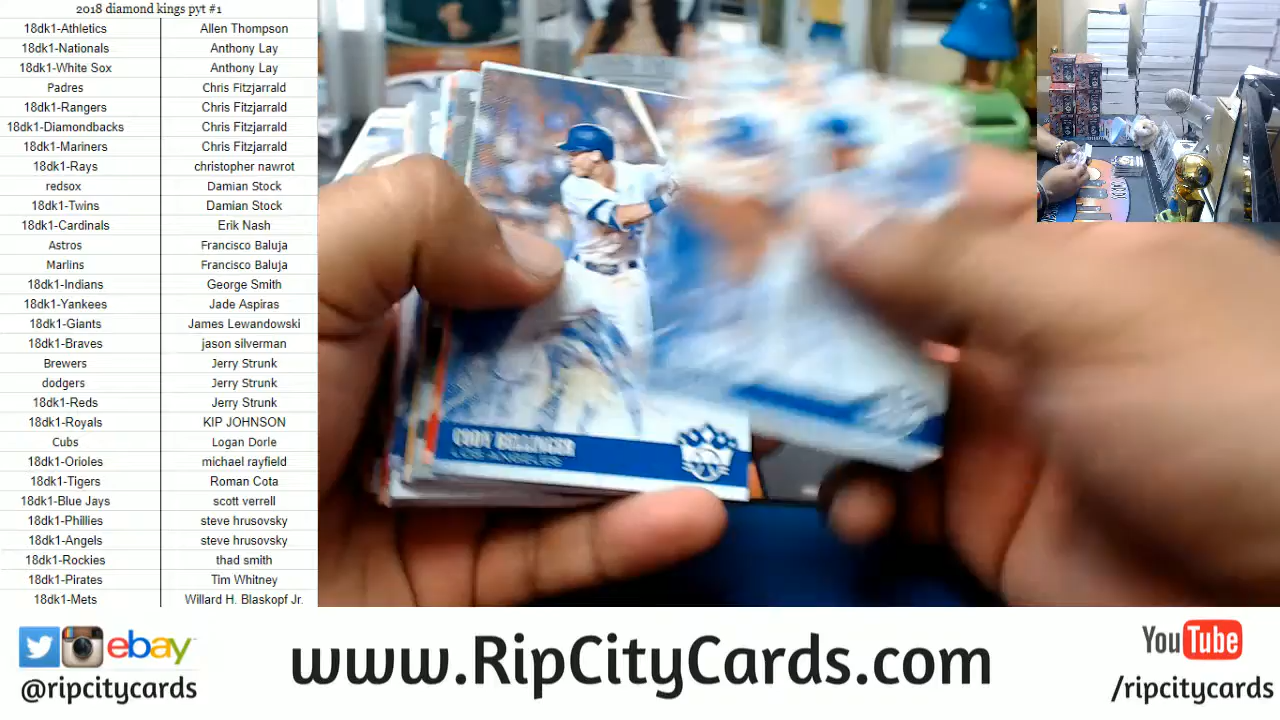 2018 diamond kings pyt #1
18dk1-Athletics Allen Thompson
18dk1-Nationals Anthony Lay
18dk1-White Sox Anthony Lay
Padres Chris Fitzjarrald
18dk1-Rangers Chris Fitzjarrald
18dk1-Diamondbacks Chris Fitzjarrald
18dk1-Mariners Chris Fitzjarrald
18dk1-Rays christopher nawrot
redsox Damian Stock
18dk1-Twins Damian Stock
18dk1-Cardinals Erik Nash
Astros Francisco Baluja
Marlins Francisco Baluja
18dk1-Indians George Smith
18dk1-Yankees Jade Aspiras
18dk1-Giants James Lewandowski
18dk1-Braves jason silverman
Brewers Jerry Strunk
dodgers Jerry Strunk
18dk1-Reds Jerry Strunk
18dk1-Royals KIP JOHNSON
Cubs Logan Dorle
18dk1-Orioles michael rayfield
18dk1-Tigers Roman Cota
18dk1-Blue Jays scott verrell
18dk1-Phillies steve hrusovsky
18dk1-Angels steve hrusovsky
18dk1-Rockies thad smith
18dk1-Pirates Tim Whitney
18dk1-Mets Willard H. Blaskopf Jr.
CODY BELLINGER
LOS ANGELES
ebay
@ripcitycards
www.RipCityCards.com
YouTube
/ripcitycards